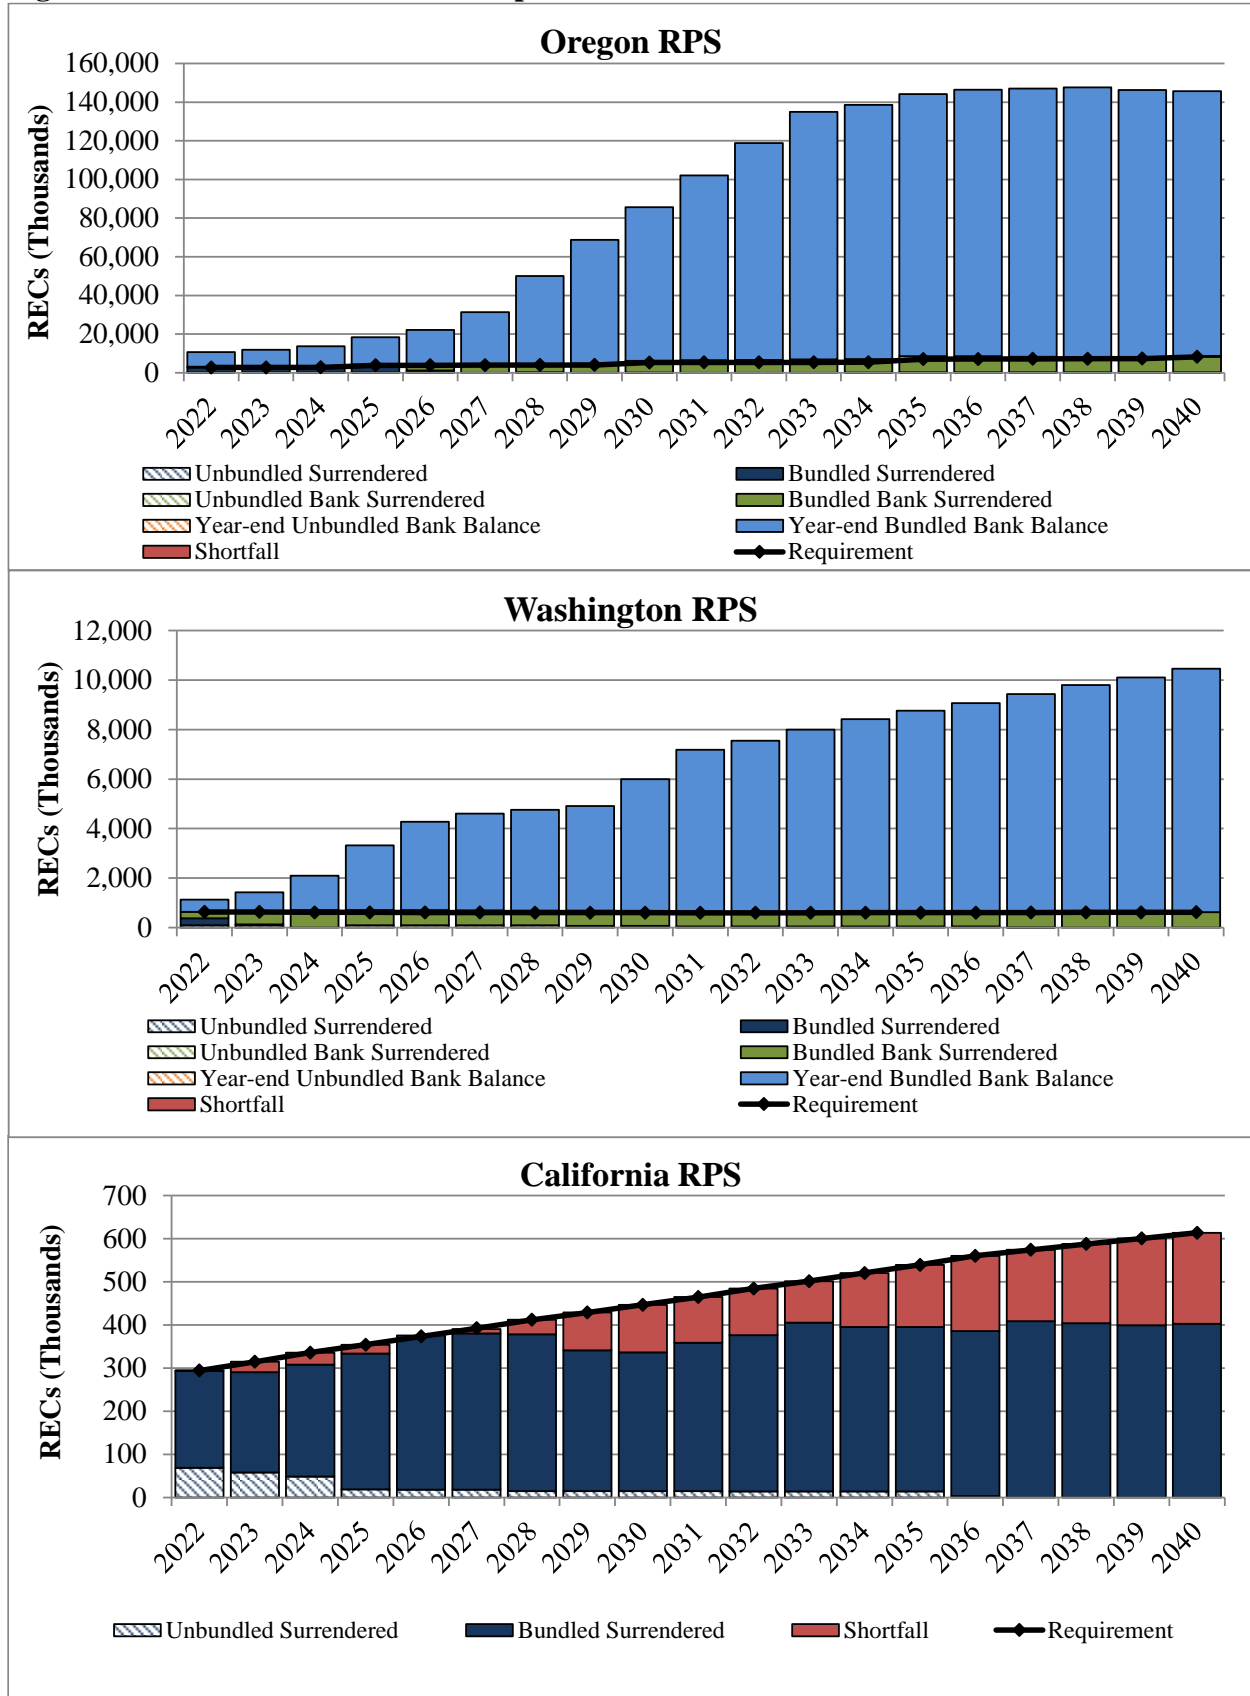 Oregon RPS
160,000
140,000
120,000
100,000
80,000
60,000
40,000
20,000
0
RECs (Thousands)
2022 2023 2024 2025 2026 2027 2028 2029 2030 2031 2032 2033 2034 2035 2036 2037 2038 2039 2040
Unbundled Surrendered Bundled Surrendered
Unbundled Bank Surrendered Bundled Bank Surrendered
Year-end Unbundled Bank Balance Year-end Bundled Bank Balance
Shortfall Requirement
Washington RPS
12,000
10,000
8,000
6,000
4,000
2,000
0
RECs (Thousands)
2022 2023 2024 2025 2026 2027 2028 2029 2030 2031 2032 2033 2034 2035 2036 2037 2038 2039 2040
Unbundled Surrendered Bundled Surrendered
Unbundled Bank Surrendered Bundled Bank Surrendered
Year-end Unbundled Bank Balance Year-end Bundled Bank Balance
Shortfall Requirement
California RPS
700
600
500
400
300
200
100
0
RECs (Thousands)
2022 2023 2024 2025 2026 2027 2028 2029 2030 2031 2032 2033 2034 2035 2036 2037 2038 2039 2040
Unbundled Surrendered Bundled Surrendered Shortfall Requirement